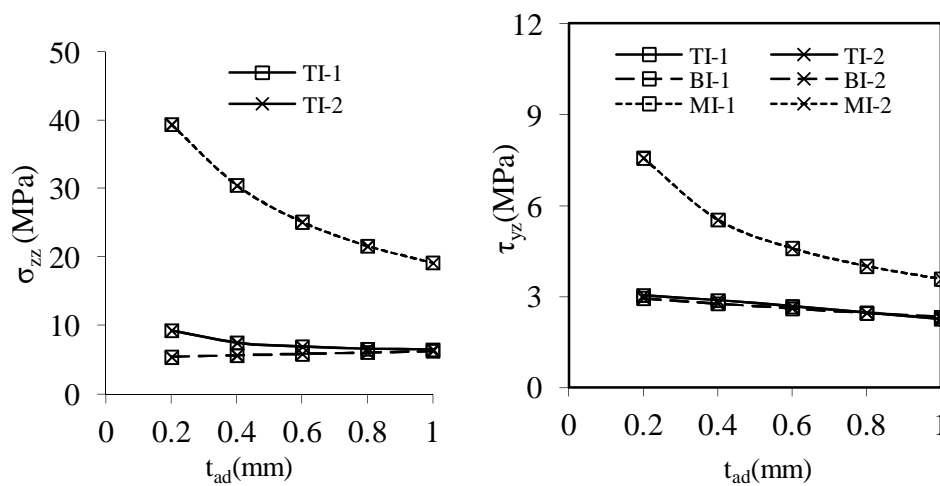 50
40
30
20
10
0
σzz (MPa)
TI-1
TI-2
0 0.2 0.4 0.6 0.8 1
tad(mm)
12
9
6
3
0
τyz (MPa)
TI-1 TI-2
BI-1 BI-2
MI-1 MI-2
0 0.2 0.4 0.6 0.8 1
tad(mm)